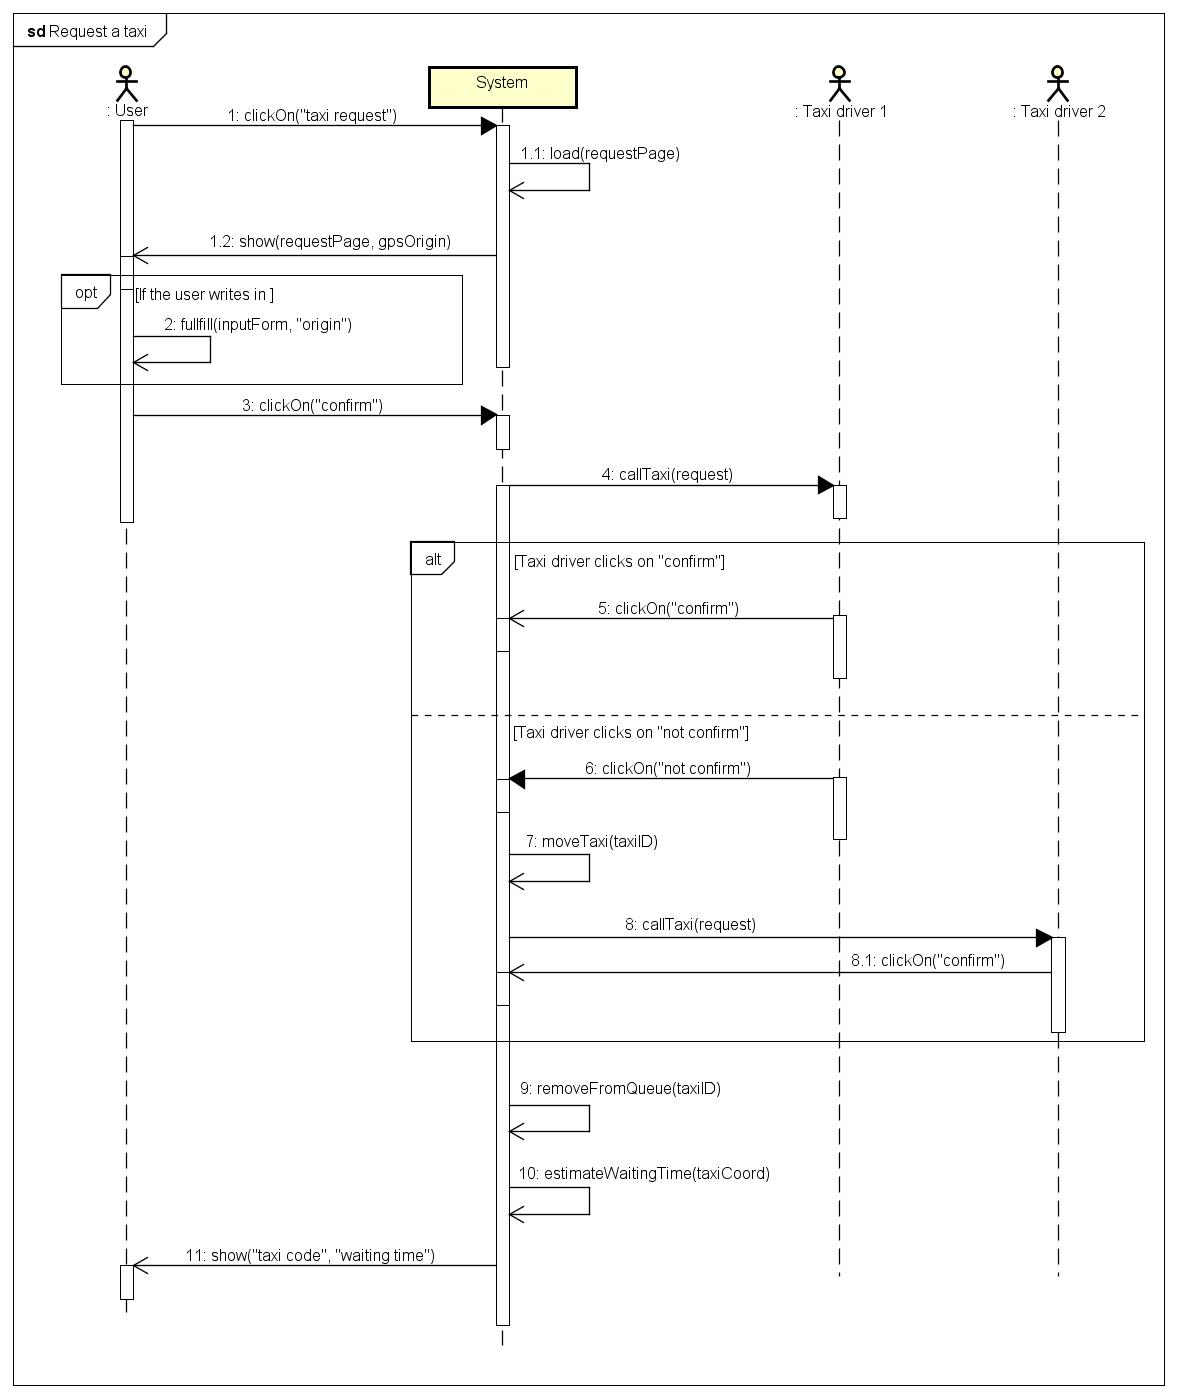 sd Request a taxi
: User
System
: Taxi driver 1
: Taxi driver 2
1: clickOn("taxi request")
1.1: load(requestPage)
1.2: show(requestPage, gpsOrigin)
opt
[If the user writes in ]
2: fullfill(inputForm, "origin")
3: clickOn("confirm")
4: callTaxi(request)
alt
[Taxi driver clicks on "confirm"]
5: clickOn("confirm")
[Taxi driver clicks on "not confirm"]
6: clickOn("not confirm")
7: moveTaxi(taxiID)
8: callTaxi(request)
8.1: clickOn("confirm")
9: removeFromQueue(taxiID)
10: estimateWaitingTime(taxiCoord)
11: show("taxi code", "waiting time")